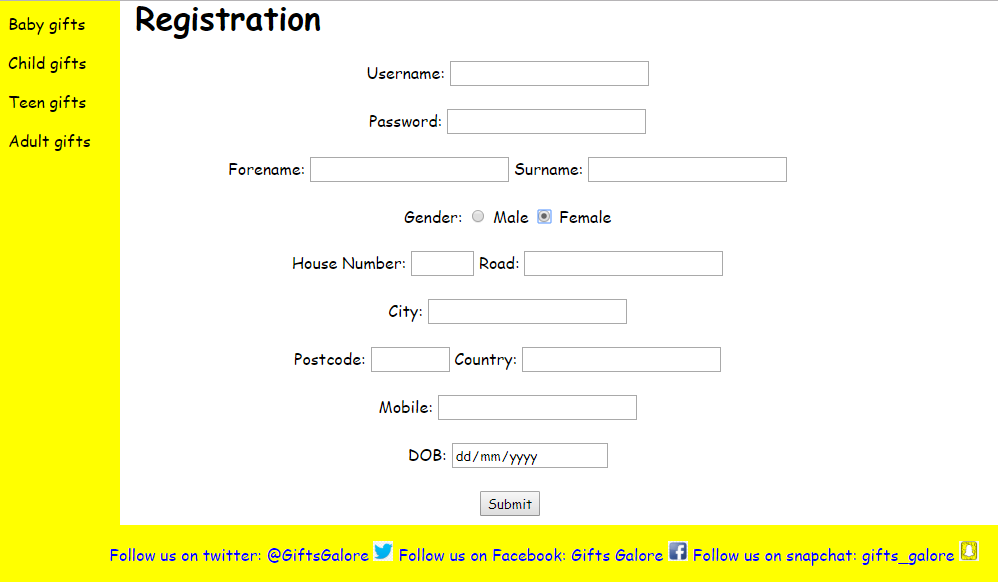 Baby gifts
Child gifts
Teen gifts
Adult gifts
Registration
Username:
Password:
Forename: Surname:
Gender: Male Female
House Number: Road:
City:
Postcode: Country:
Mobile:
DOB: dd/mm/yyyy
Submit
Follow us on twitter: @GiftsGalore Follow us on Facebook: Gifts Galore Follow us on snapchat: gifts_galore